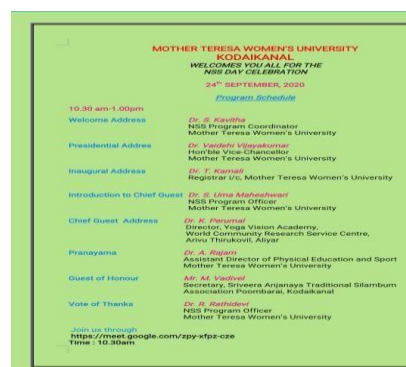 MOTHER TERESA WOMEN'S UNIVERSITY
KODAIKANAL
WELCOMES YOU ALL FOR THE
NSS DAY CELEBRATION
24TH SEPTEMBER, 2020
Program Schedule
10.30 am-1.00pm
Welcome Address Dr. S. Kavitha
NSS Program Coordinator
Mother Teresa Women's University
Presidential Addres Dr. Vaidehi Vijayakumar
Hon'ble Vice-Chancellor
Mother Teresa Women's University
Inaugural Address Dr. T. Kamali
Registrar i/c, Mother Teresa Women's University
Introduction to Chief Guest Dr. S. Uma Maheshwari
NSS Program Officer
Mother Teresa Women's University
Chief Guest Address Dr. K. Perumal
Director, Yoga Vision Academy,
World Community Research Service Centre,
Arivu Thirukovil, Aliyar
Pranayama Dr. A. Rajam
Assistant Director of Physical Education and Sport
Mother Teresa Women's University
Guest of Honour Mr. M. Vadivel
Secretary, Sriveera Anjanaya Traditional Silambum
Association Poombarai, Kodaikanal
Vote of Thanks Dr. R. Rathidevi
NSS Program Officer
Mother Teresa Women's University
Join us through
https://meet.google.com/zpy-xfpz-cze
Time : 10.30am